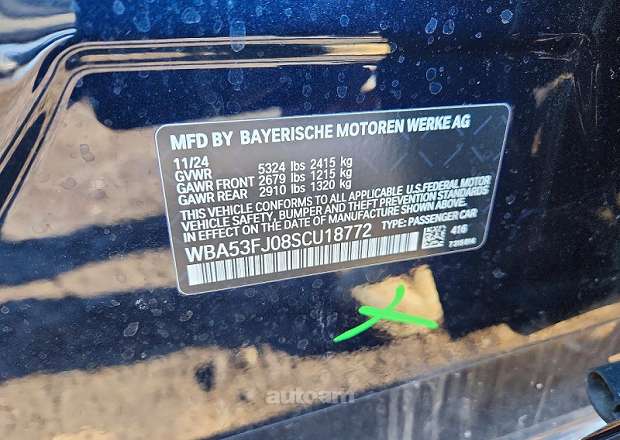 MFD BY BAYERISCHE MOTOREN WERKE AG
11/24
GVWR 5324 lbs 2415 kg
GAWR FRONT 2679 lbs 1215 kg
GAWR REAR 2910 lbs 1320 kg
THIS VEHICLE CONFORMS TO ALL APPLICABLE U.S.FEDERAL MOTOR
VEHICLE SAFETY, BUMPER AND THEFT PREVENTION STANDARDS
IN EFFECT ON THE DATE OF MANUFACTURE SHOWN ABOVE.
WBA53FJ08SCU18772 TYPE: PASSENGER CAR
416
autoam